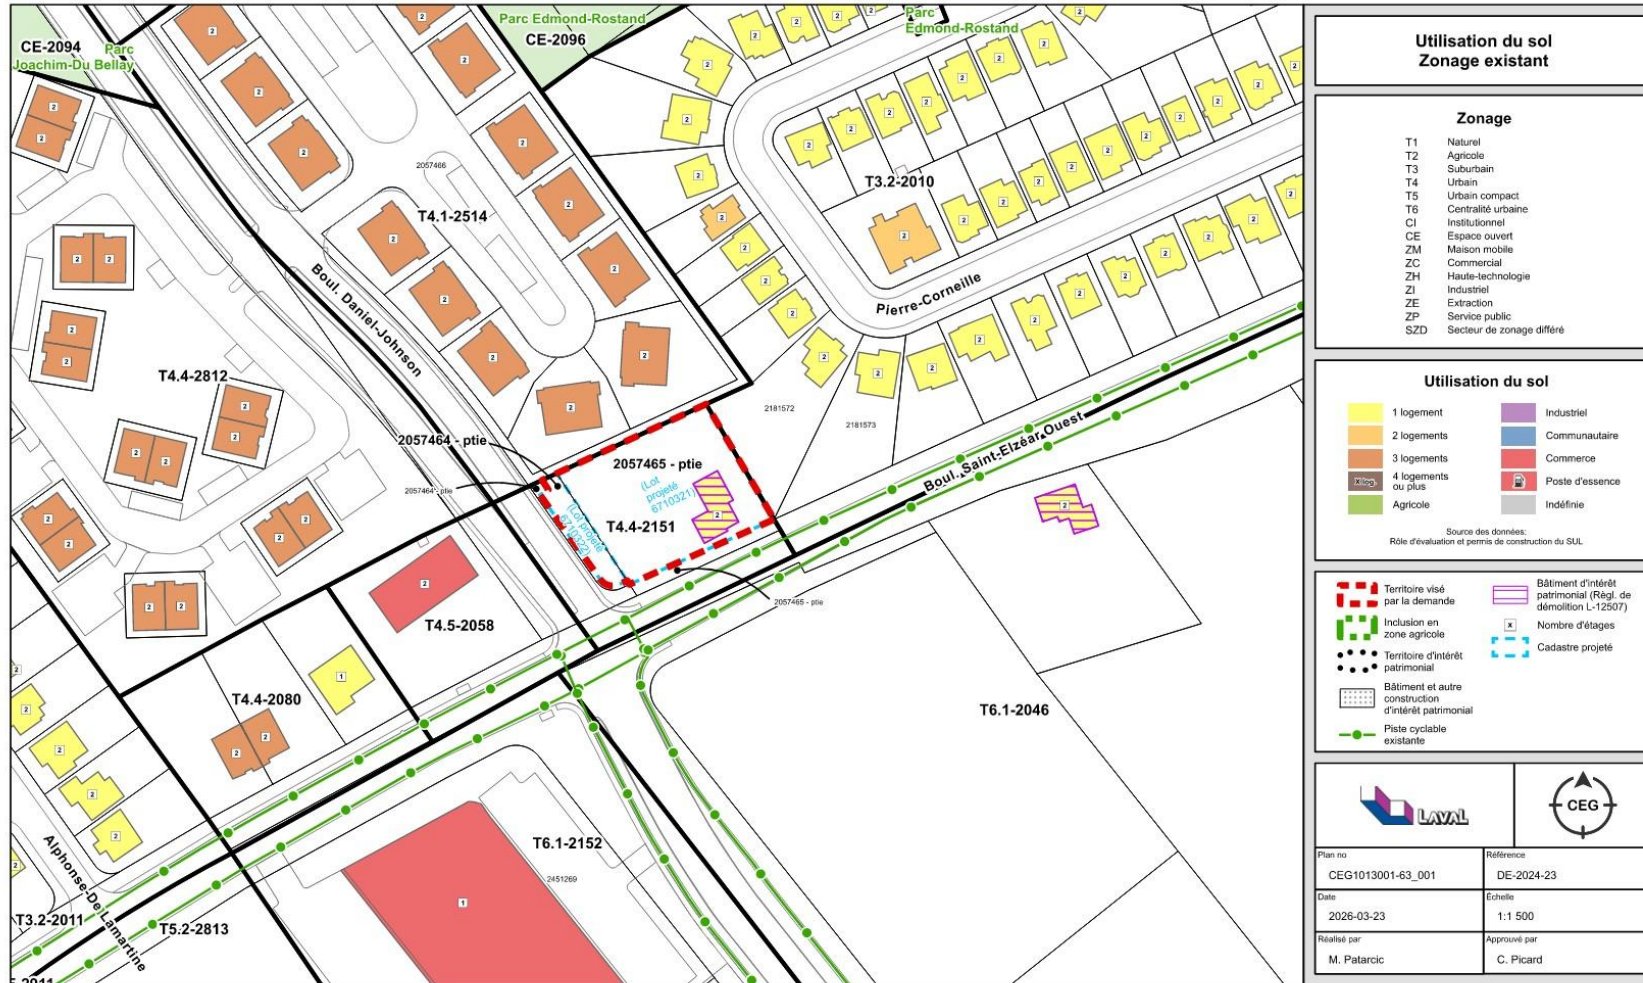 CE-2094
Parc
Joachim-Du Bellay
Parc Edmond-Rostand
CE-2096
Parc
Edmond-Rostand
2057466
T4.1-2514
T3.2-2010
Boul. Daniel-Johnson
Pierre-Corneille
T4.4-2812
2181572
2181573
2057464 - ptie
2057465 - ptie
2057464 - ptie
(Lot
projeté
6710321)
(Lot projeté
6710322)
T4.4-2151
2057465 - ptie
Boul. Saint-Elzéar Ouest
T4.5-2058
T4.4-2080
T6.1-2046
T6.1-2152
2451269
Alphonse-De Lamartine
T3.2-2011
T5.2-2813
Utilisation du sol
Zonage existant
Zonage
T1 Naturel
T2 Agricole
T3 Suburbain
T4 Urbain
T5 Urbain compact
T6 Centralité urbaine
CI Institutionnel
CE Espace ouvert
ZM Maison mobile
ZC Commercial
ZH Haute-technologie
ZI Industriel
ZE Extraction
ZP Service public
SZD Secteur de zonage différé
Utilisation du sol
1 logement Industriel
2 logements Communautaire
3 logements Commerce
X log. 4 logements
ou plus Poste d'essence
Agricole Indéfinie
Source des données:
Rôle d'évaluation et permis de construction du SUL
Territoire visé
par la demande
Inclusion en
zone agricole
Territoire d'intérêt
patrimonial
Bâtiment et autre
construction
d'intérêt patrimonial
Piste cyclable
existante
Bâtiment d'intérêt
patrimonial (Règl. de
démolition L-12507)
X Nombre d'étages
Cadastre projeté
LAVAL
CEG
Plan no
CEG1013001-63_001
Référence
DE-2024-23
Date
2026-03-23
Échelle
1:1 500
Réalisé par
M. Patarcic
Approuvé par
C. Picard